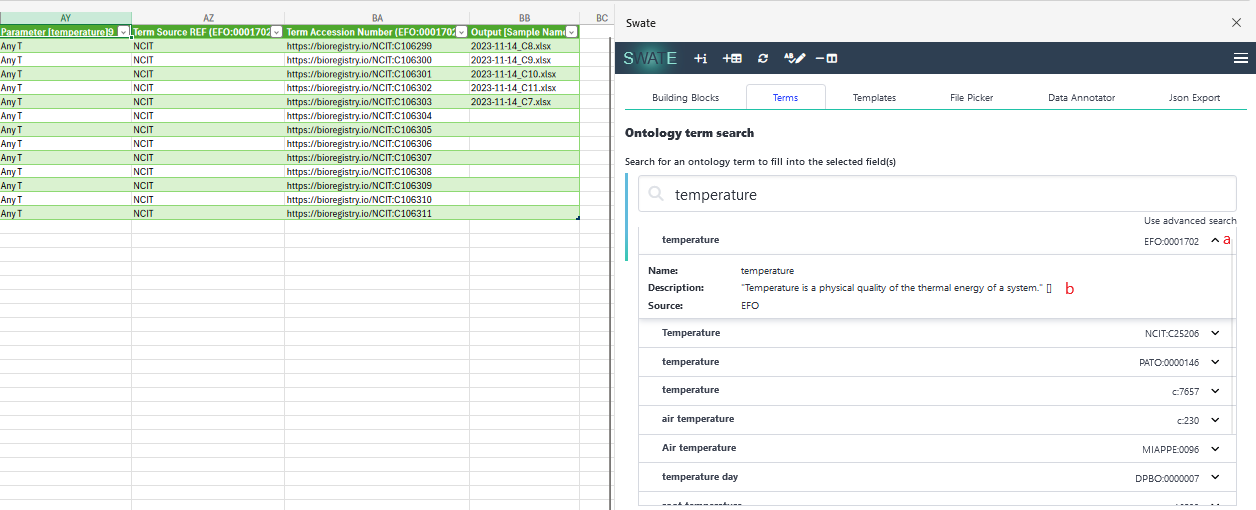 AY AZ BA BB BC
Parameter [temperature]9 Term Source REF (EFO:0001702 Term Accession Number (EFO:0001702 Output [Sample Name
Any T NCIT https://bioregistry.io/NCIT:C106299 2023-11-14_C8.xlsx
Any T NCIT https://bioregistry.io/NCIT:C106300 2023-11-14_C9.xlsx
Any T NCIT https://bioregistry.io/NCIT:C106301 2023-11-14_C10.xlsx
Any T NCIT https://bioregistry.io/NCIT:C106302 2023-11-14_C11.xlsx
Any T NCIT https://bioregistry.io/NCIT:C106303 2023-11-14_C7.xlsx
Any T NCIT https://bioregistry.io/NCIT:C106304
Any T NCIT https://bioregistry.io/NCIT:C106305
Any T NCIT https://bioregistry.io/NCIT:C106306
Any T NCIT https://bioregistry.io/NCIT:C106307
Any T NCIT https://bioregistry.io/NCIT:C106308
Any T NCIT https://bioregistry.io/NCIT:C106309
Any T NCIT https://bioregistry.io/NCIT:C106310
Any T NCIT https://bioregistry.io/NCIT:C106311
Swate
SWATE
Building Blocks Terms Templates File Picker Data Annotator Json Export
Ontology term search
Search for an ontology term to fill into the selected field(s)
temperature
Use advanced search
temperature EFO:0001702 a
Name: temperature
Description: "Temperature is a physical quality of the thermal energy of a system." [] b
Source: EFO
Temperature NCIT:C25206
temperature PATO:0000146
temperature c:7657
air temperature c:230
Air temperature MIAPPE:0096
temperature day DPBO:0000007